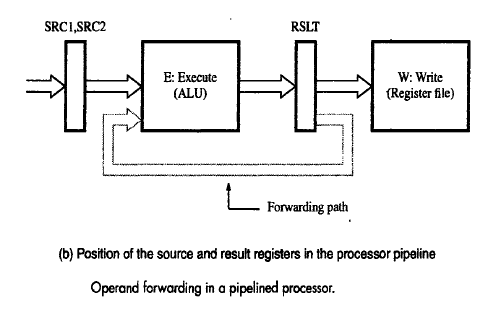 SRC1,SRC2
RSLT
E: Execute
(ALU)
W: Write
(Register file)
Forwarding path
(b) Position of the source and result registers in the processor pipeline
Operand forwarding in a pipelined processor.